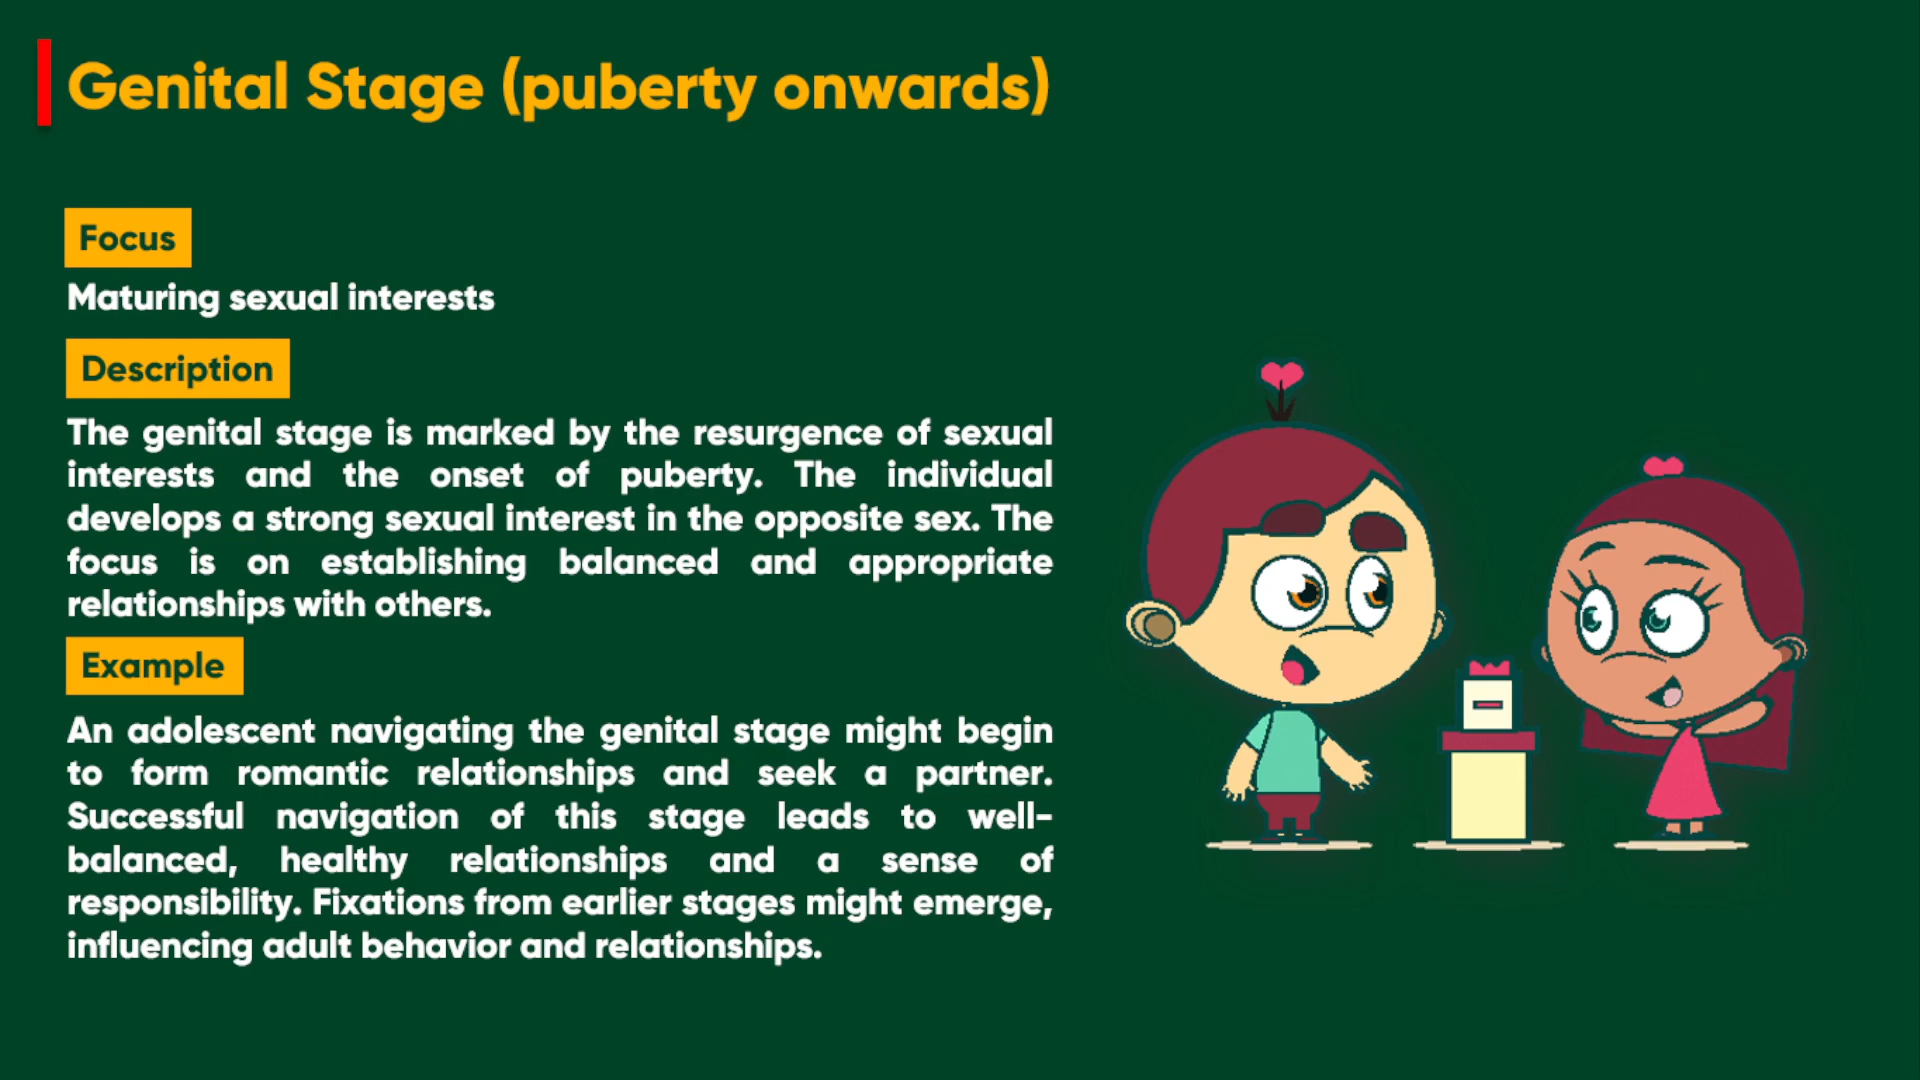 Genital Stage (puberty onwards)
Focus
Maturing sexual interests
Description
The genital stage is marked by the resurgence of sexual
interests and the onset of puberty. The individual
develops a strong sexual interest in the opposite sex. The
focus is on establishing balanced and appropriate
relationships with others.
Example
An adolescent navigating the genital stage might begin
to form romantic relationships and seek a partner.
Successful navigation of this stage leads to well-
balanced, healthy relationships and a sense of
responsibility. Fixations from earlier stages might emerge,
influencing adult behavior and relationships.